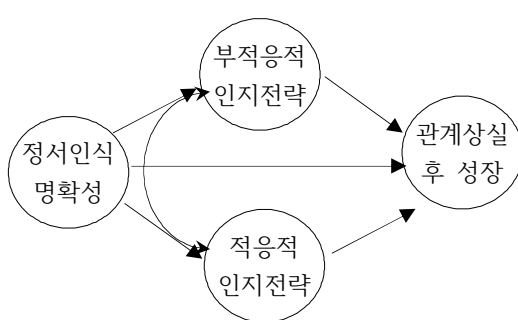 부적응적
인지전략
정서인식
명확성
관계상실
후 성장
적응적
인지전략